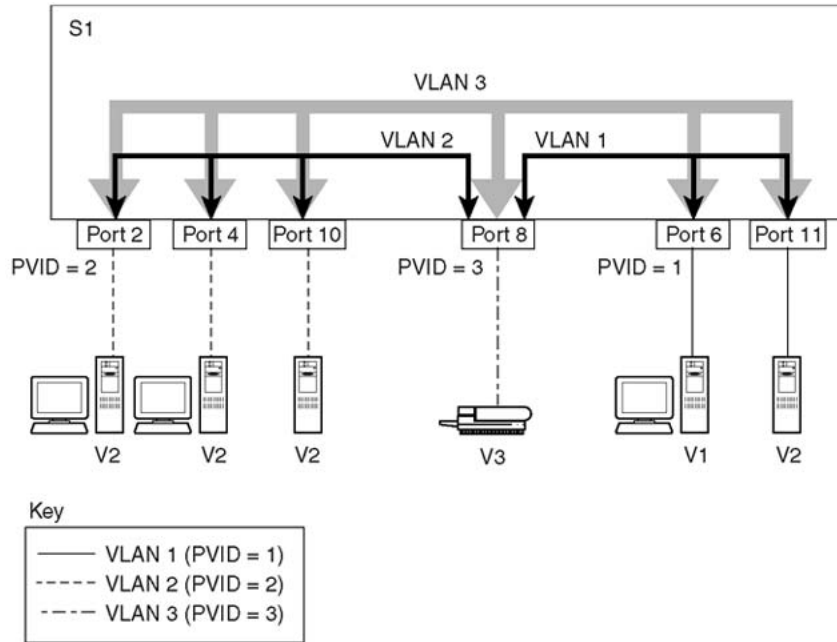 S1
VLAN 3
VLAN 2
VLAN 1
Port 2
Port 4
Port 10
Port 8
Port 6
Port 11
PVID = 2
PVID = 3
PVID = 1
V2
V2
V2
V3
V1
V2
Key
VLAN 1 (PVID = 1)
VLAN 2 (PVID = 2)
VLAN 3 (PVID = 3)